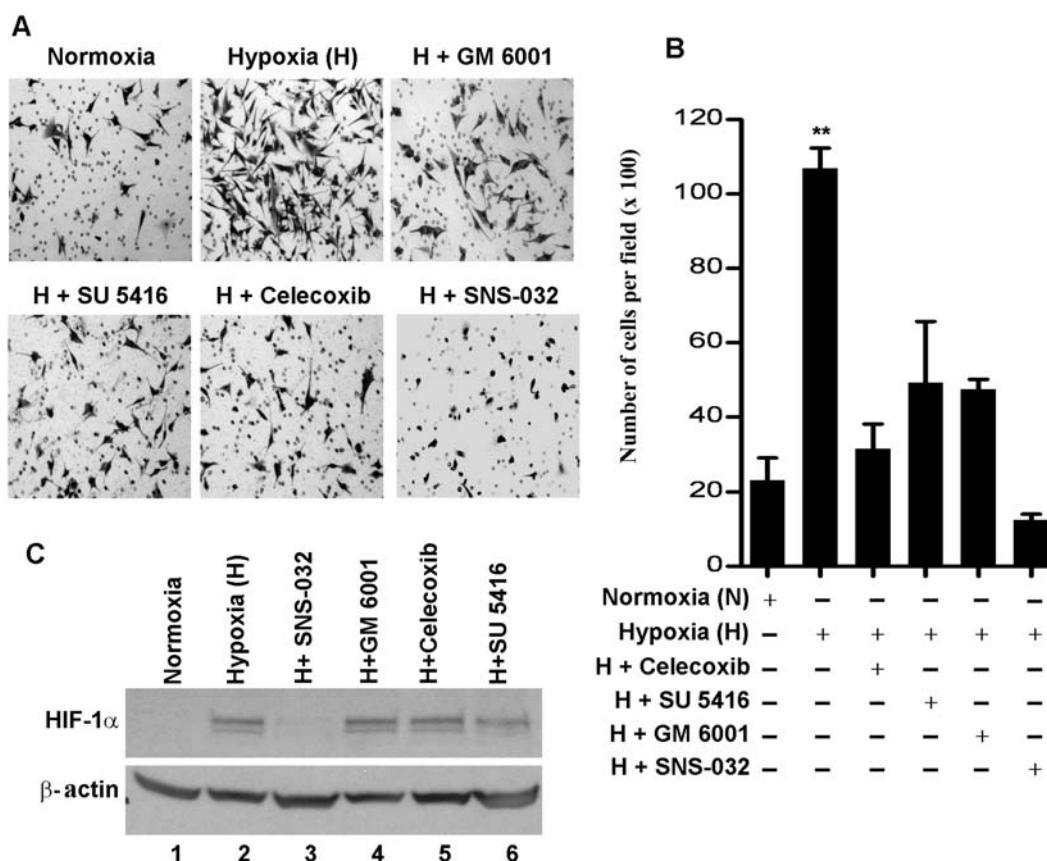 A
Normoxia
Hypoxia (H)
H + GM 6001
H + SU 5416
H + Celecoxib
H + SNS-032
B
Number of cells per field (x 100)
120
100
80
60
40
20
0
**
Normoxia (N) + – – – – –
Hypoxia (H) – + + + + +
H + Celecoxib – – + – – –
H + SU 5416 – – – + – –
H + GM 6001 – – – – + –
H + SNS-032 – – – – – +
C
Normoxia
Hypoxia (H)
H+ SNS-032
H+GM 6001
H+Celecoxib
H+SU 5416
HIF-1α
β- actin
1 2 3 4 5 6